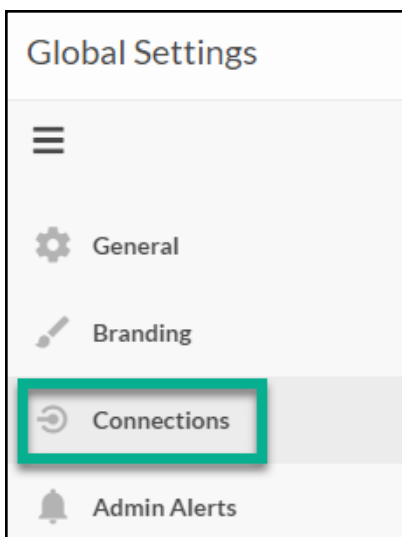 Global Settings
General
Branding
Connections
Admin Alerts